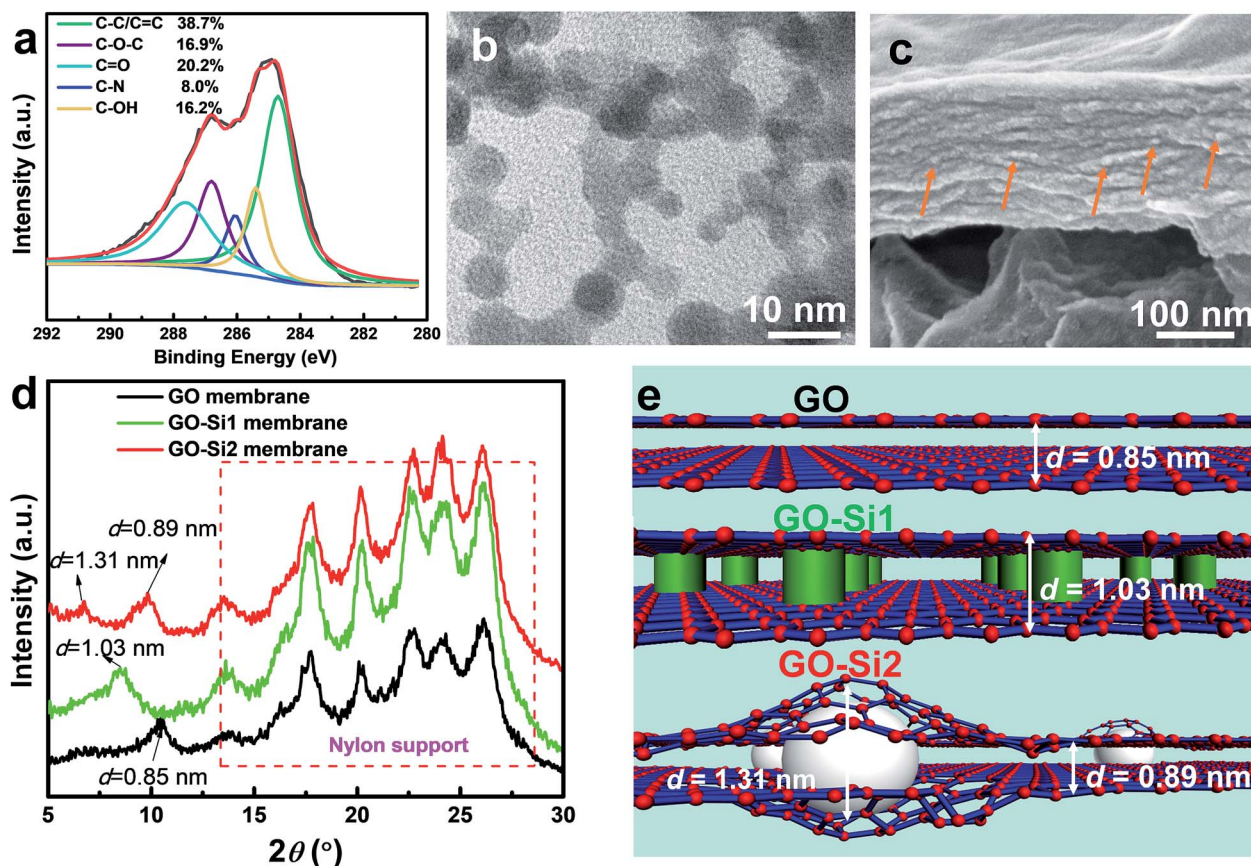 a
C-C/C=C 38.7%
C-O-C 16.9%
C=O 20.2%
C-N 8.0%
C-OH 16.2%
Intensity (a.u.)
292 290 288 286 284 282 280
Binding Energy (eV)
b
10 nm
c
100 nm
d
GO membrane
GO-Si1 membrane
GO-Si2 membrane
d=0.89 nm
d=1.31 nm
d=1.03 nm
d=0.85 nm
Nylon support
Intensity (a.u.)
5 10 15 20 25 30
2θ (°)
e
GO
d = 0.85 nm
GO-Si1
d = 1.03 nm
GO-Si2
d = 1.31 nm
d = 0.89 nm